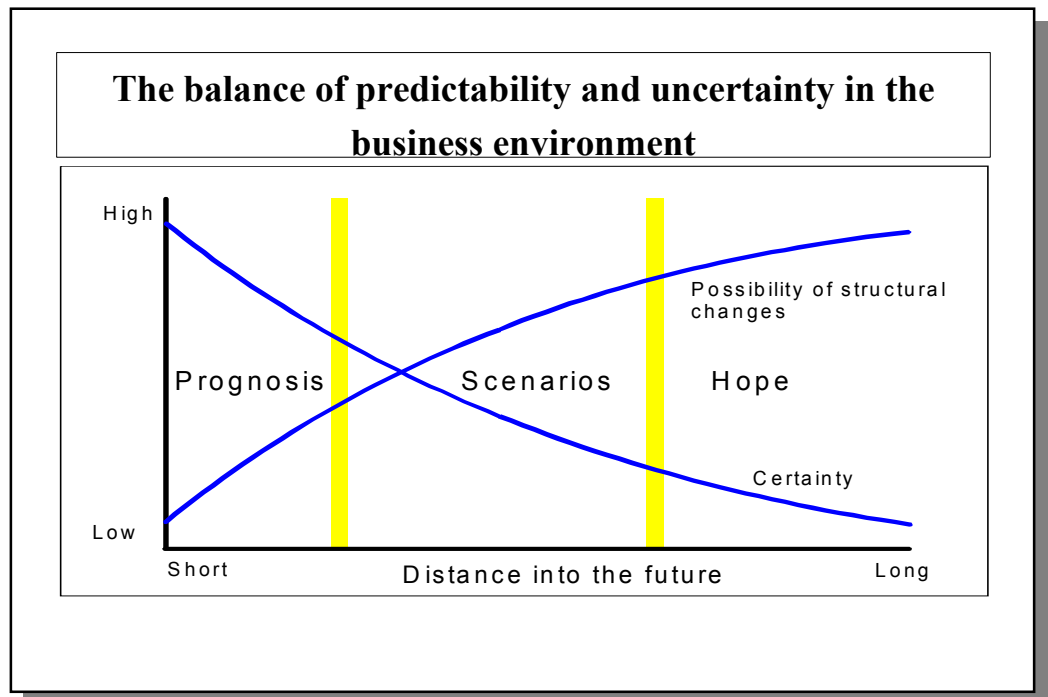 The balance of predictability and uncertainty in the
business environment
High
Possibility of structural
changes
Prognosis
Scenarios
Hope
Certainty
Low
Short
Distance into the future
Long